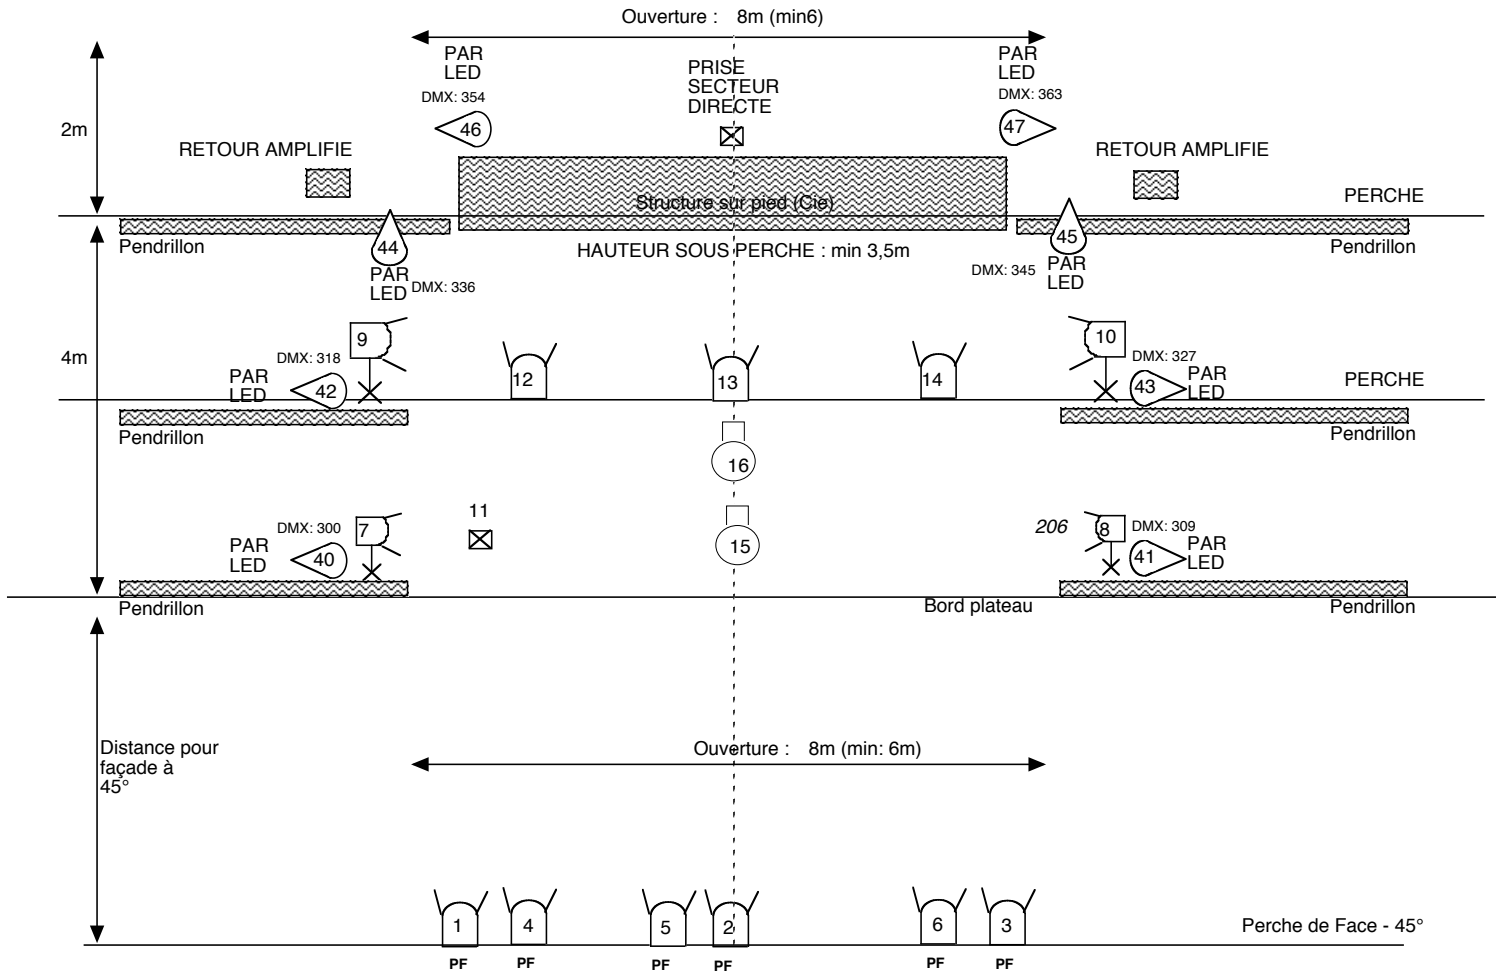 Ouverture : 8m (min6)
PAR
LED
DMX: 354
46
PRISE
SECTEUR
DIRECTE
PAR
LED
DMX: 363
47
2m
RETOUR AMPLIFIE
RETOUR AMPLIFIE
Structure sur pied (Cie)
PERCHE
Pendrillon
44
PAR
LED
DMX: 336
HAUTEUR SOUS PERCHE : min 3,5m
45
DMX: 345
PAR
LED
Pendrillon
4m
9
DMX: 318
PAR
LED
42
12
13
14
10
DMX: 327
43
PAR
LED
PERCHE
Pendrillon
Pendrillon
16
11
15
7
DMX: 300
PAR
LED
40
206
8
DMX: 309
41
PAR
LED
Pendrillon
Bord plateau
Pendrillon
Distance pour
façade à
45°
Ouverture : 8m (min: 6m)
1
4
5
2
6
3
Perche de Face - 45°
PF
PF
PF
PF
PF
PF